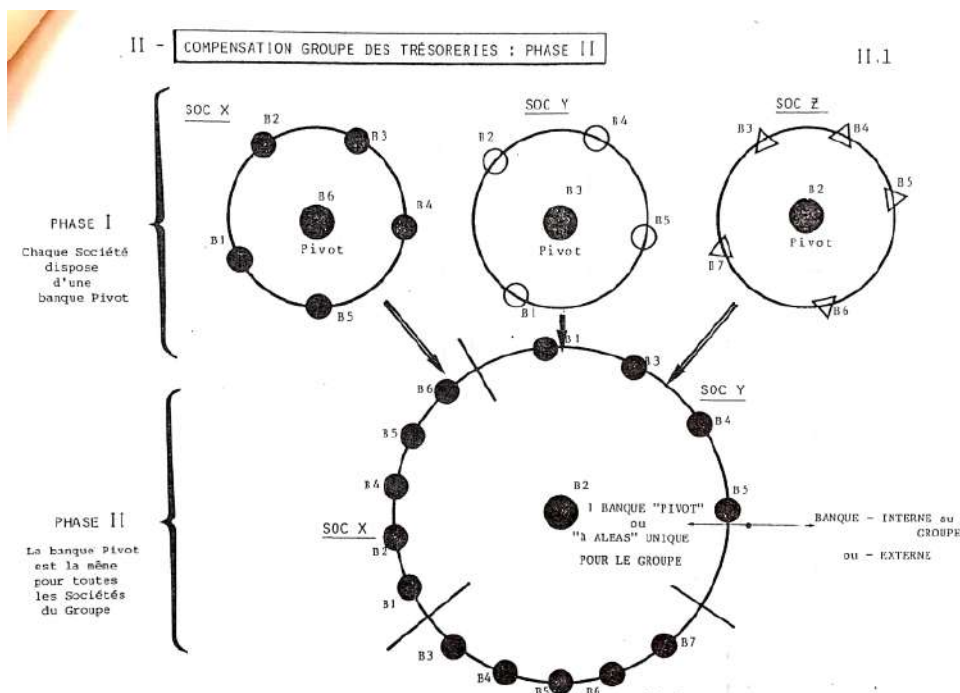 II - COMPENSATION GROUPE DES TRÉSORERIES : PHASE II
II.1
SOC X
B2
B3
B6
B4
Pivot
B1
B5
SOC Y
B4
B2
B3
B5
Pivot
B1
SOC Z
B3
B4
B2
B5
Pivot
B7
B6
PHASE I
Chaque Société
dispose
d'une
banque Pivot
B1
B3
B6
SOC Y
B4
B5
B4
B2
B5
1 BANQUE "PIVOT"
ou
"à ALEAS" UNIQUE
POUR LE GROUPE
BANQUE - INTERNE au
GROUPE
ou - EXTERNE
SOC X
B2
B1
PHASE II
La banque Pivot
est la même
pour toutes
les Sociétés
du Groupe
B3
B7
B4
B5
B6